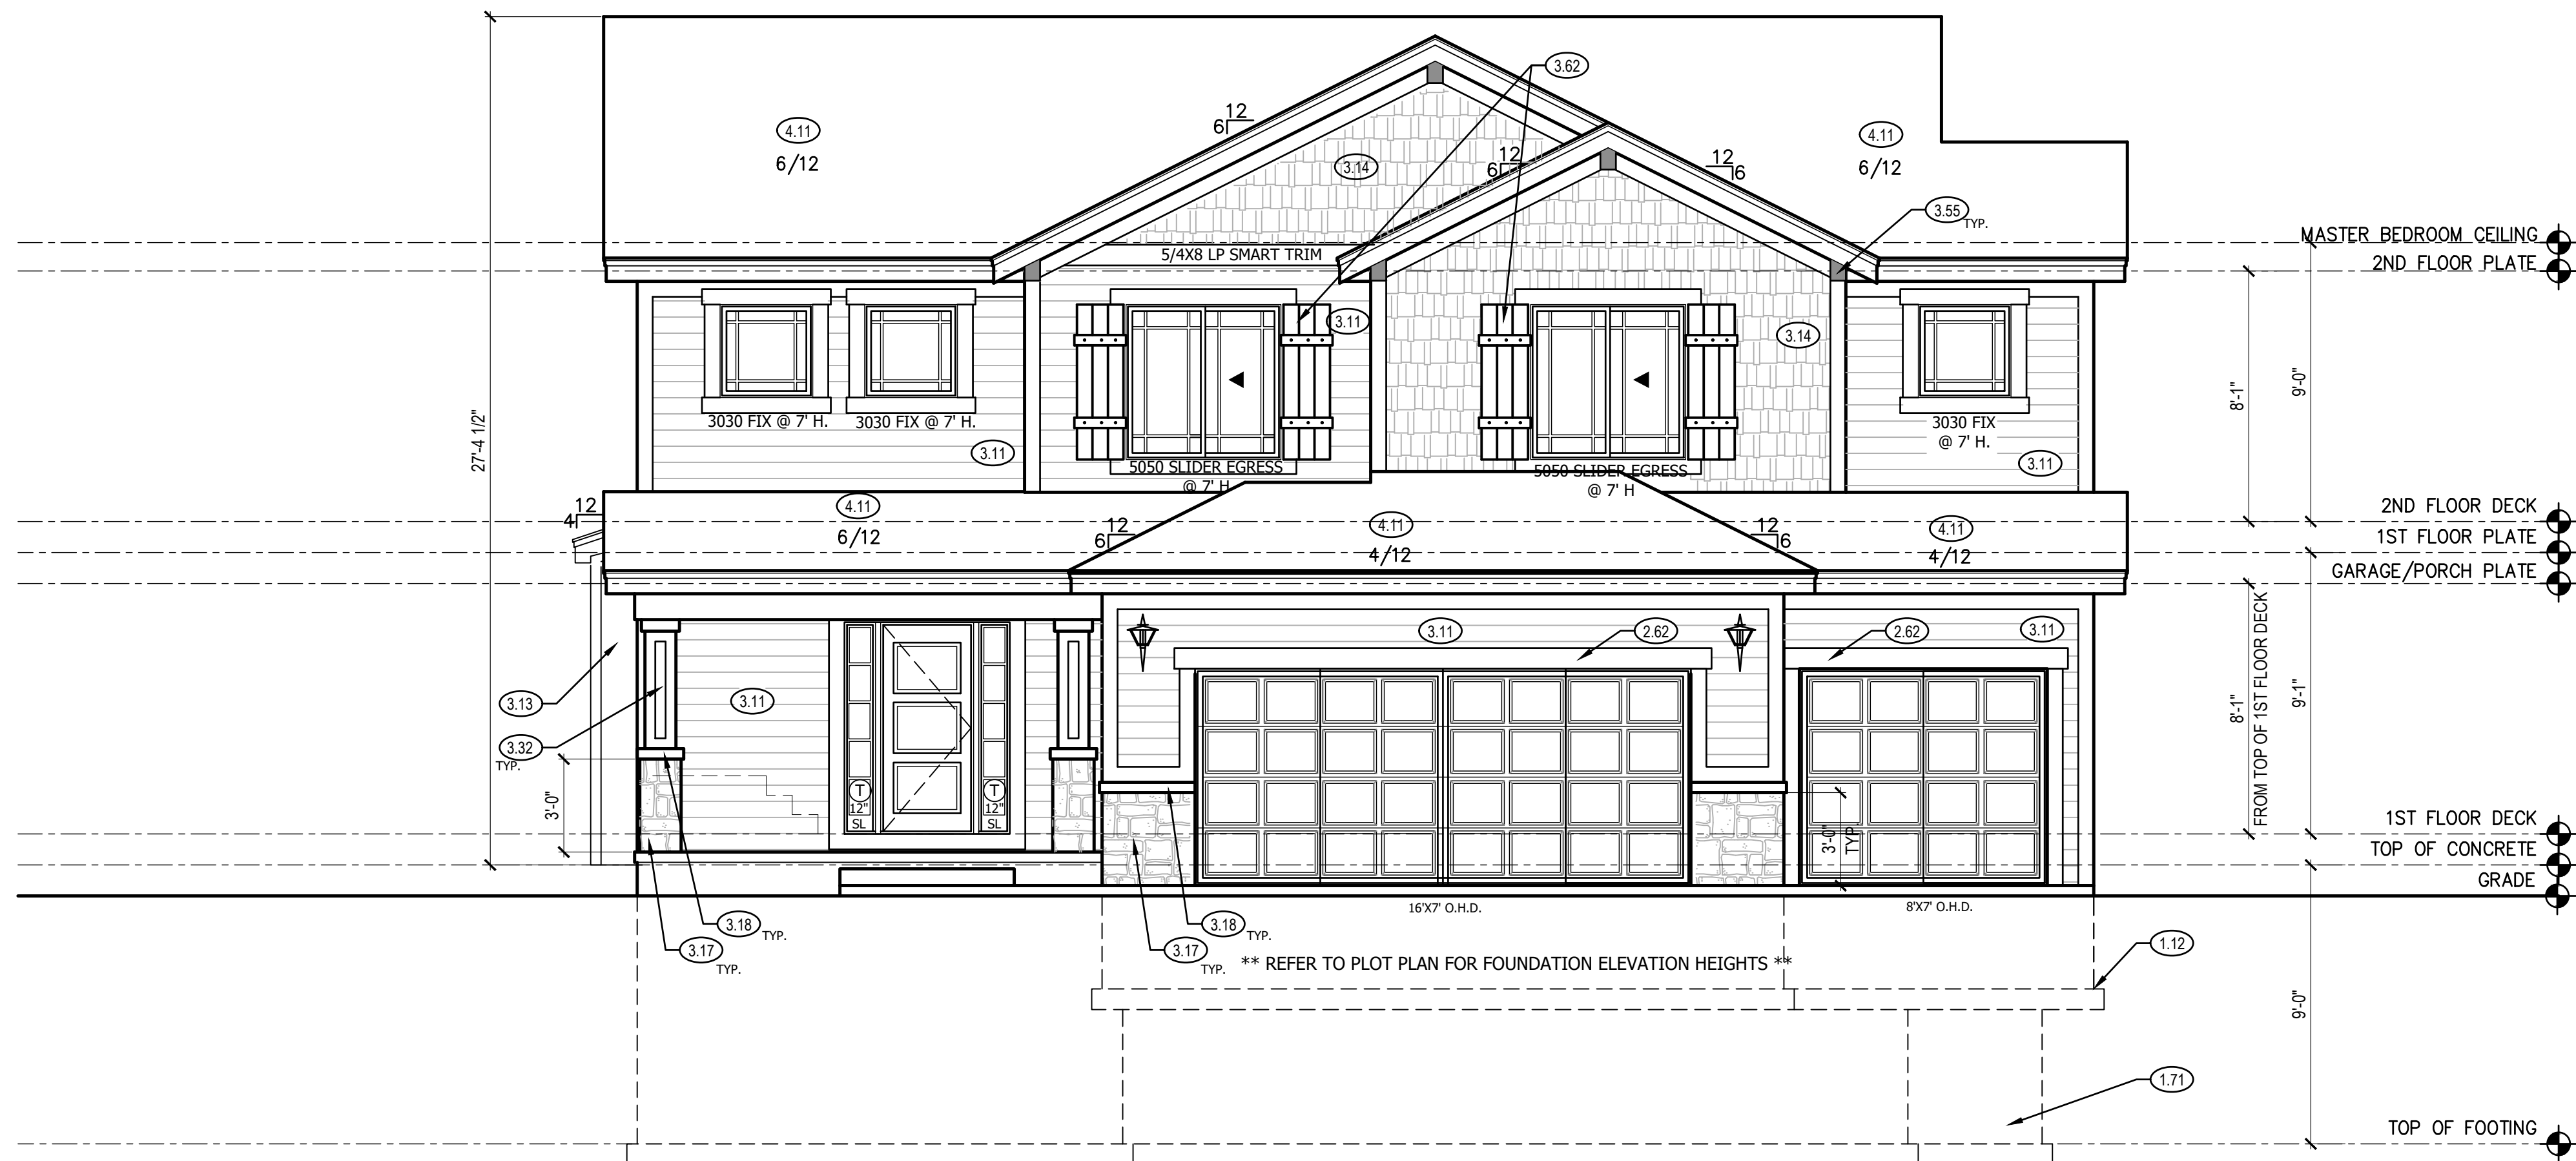 3.62
12
6
4.11
6/12
3.14
12
6
12
6
4.11
6/12
3.55
TYP.
MASTER BEDROOM CEILING
5/4X8 LP SMART TRIM
2ND FLOOR PLATE
3.11
3.14
3030 FIX @ 7' H.
3030 FIX @ 7' H.
3030 FIX
@ 7' H.
27'-4 1/2"
8'-1"
9'-0"
3.11
3.11
5050 SLIDER EGRESS
@ 7' H
5050 SLIDER EGRESS
@ 7' H
12
4
4.11
6/12
12
6
4.11
4/12
12
6
4.11
4/12
2ND FLOOR DECK
1ST FLOOR PLATE
GARAGE/PORCH PLATE
3.11
2.62
2.62
3.11
3.13
3.11
3.32
TYP.
8'-1"
FROM TOP OF 1ST FLOOR DECK
9'-1"
3'-0"
T
12"
SL
T
12"
SL
3'-0"
TYP.
1ST FLOOR DECK
TOP OF CONCRETE
GRADE
16'X7' O.H.D.
8'X7' O.H.D.
3.18
TYP.
3.17
TYP.
3.18
TYP.
3.17
TYP.
** REFER TO PLOT PLAN FOR FOUNDATION ELEVATION HEIGHTS **
1.12
9'-0"
1.71
TOP OF FOOTING